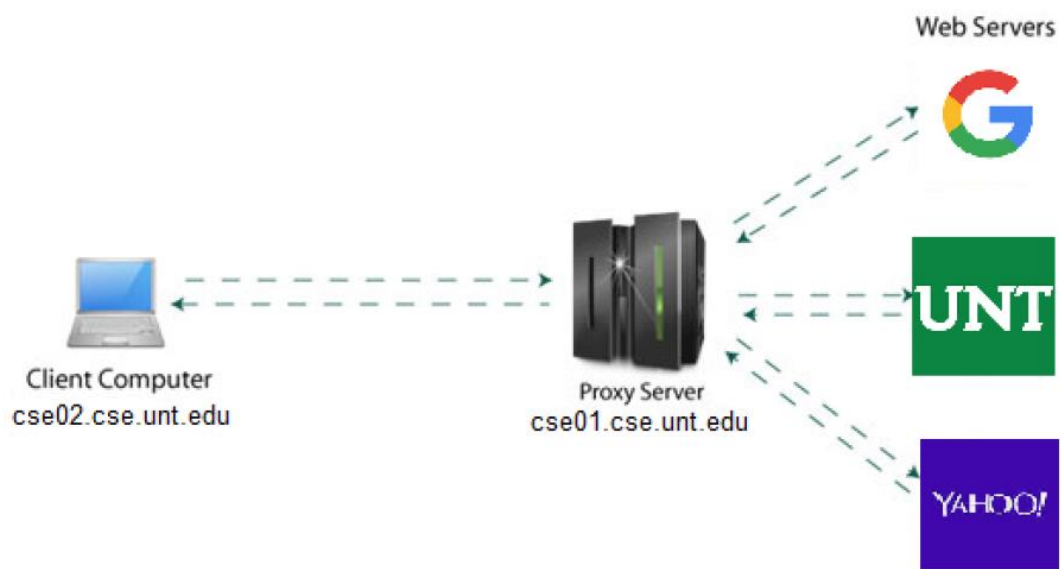 Web Servers
G
UNT
Client Computer
cse02.cse.unt.edu
Proxy Server
cse01.cse.unt.edu
YAHOO!